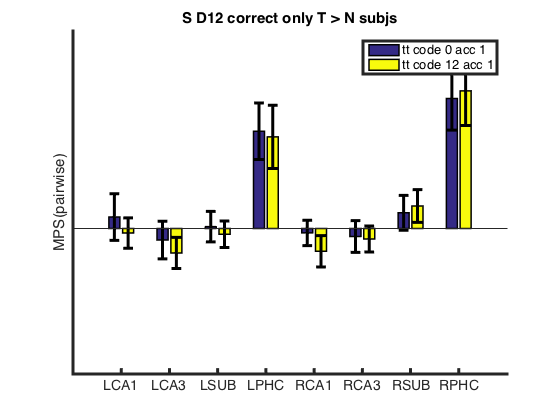 S D12 correct only T > N subjs
tt code 0 acc 1
tt code 12 acc 1
MPS(pairwise)
LCA1 LCA3 LSUB LPHC RCA1 RCA3 RSUB RPHC